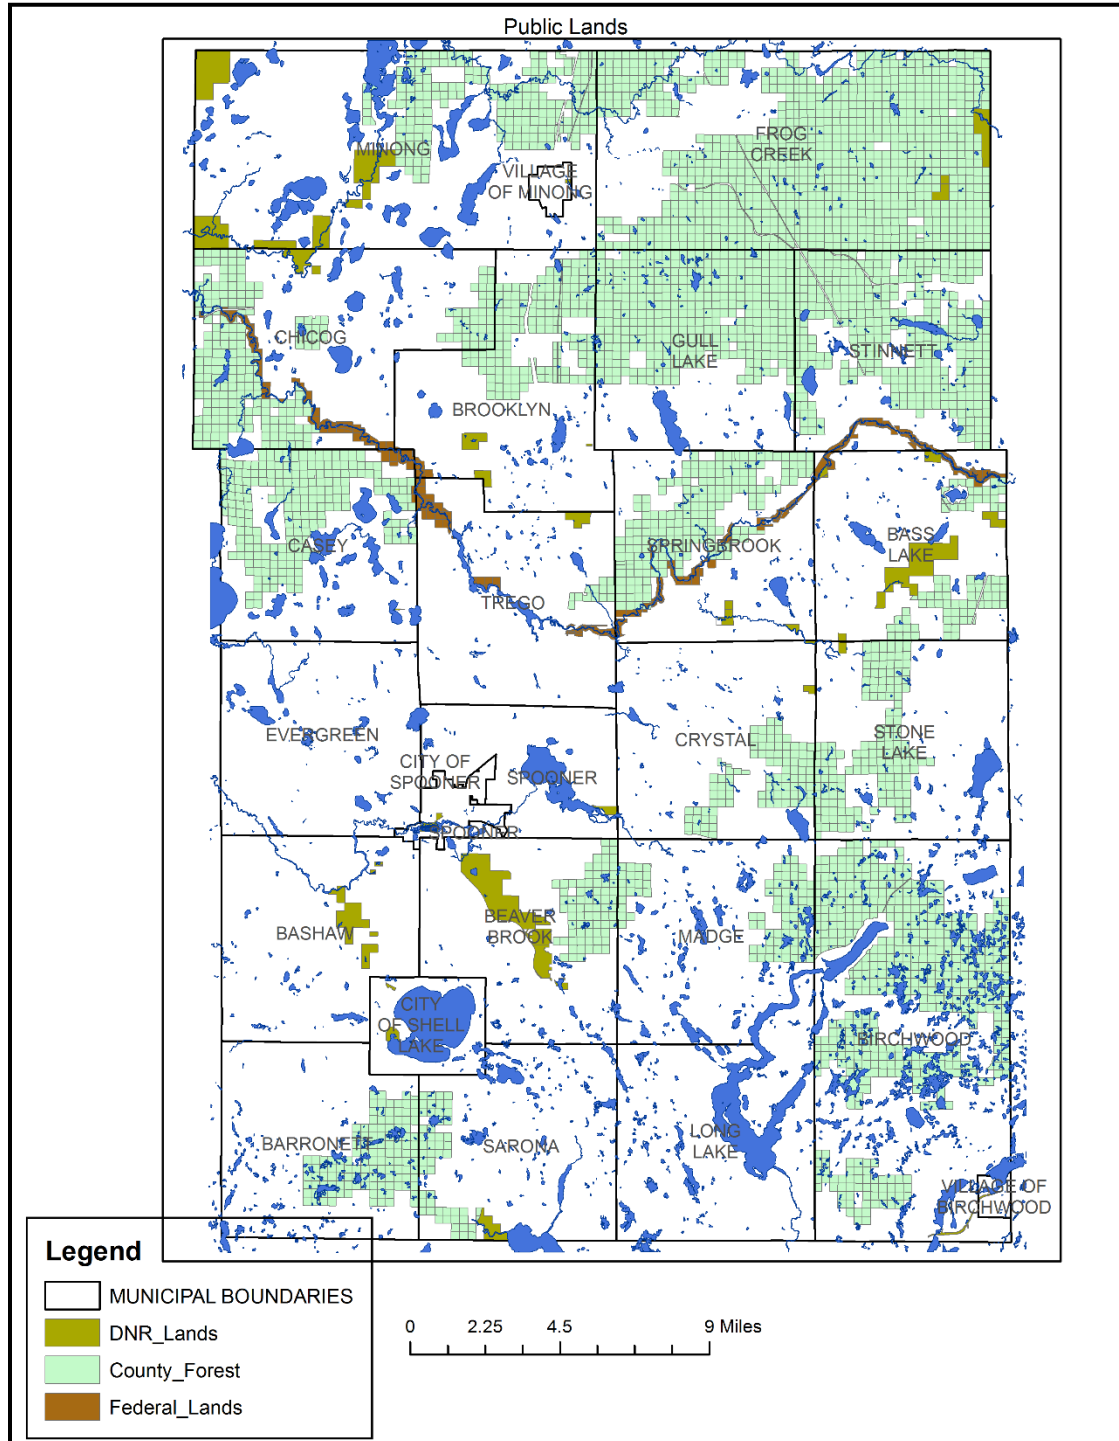 Public Lands
FROG
CREEK
MINONG
VILLAGE
OF MINONG
CHICOG
GULL
LAKE
STINNETT
BROOKLYN
CASEY
SPRINGBROOK
BASS
LAKE
TREGO
EVERGREEN
CRYSTAL
STONE
LAKE
CITY OF
SPOONER
SPOONER
SPOONER
BASHAW
BEAVER
BROOK
MADGE
CITY
OF SHELL
LAKE
BIRCHWOOD
BARRONETT
SARONA
LONG
LAKE
VILLAGE OF
BIRCHWOOD
Legend
MUNICIPAL BOUNDARIES
DNR_Lands
County_Forest
Federal_Lands
0 2.25 4.5 9 Miles